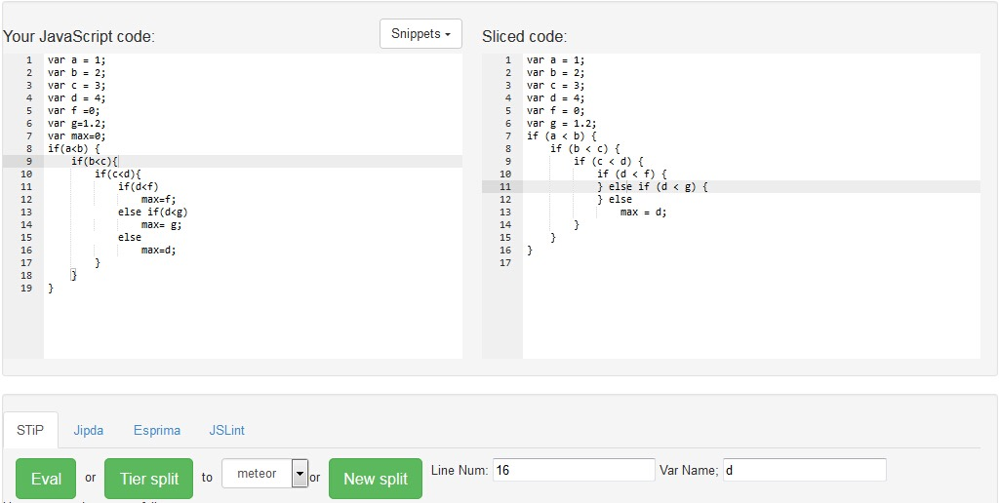 Your JavaScript code:
Snippets
1 var a = 1;
2 var b = 2;
3 var c = 3;
4 var d = 4;
5 var f =0;
6 var g=1.2;
7 var max=0;
8 if(a<b) {
9 if(b<c){
10 if(c<d){
11 if(d<f)
12 max=f;
13 else if(d<g)
14 max= g;
15 else
16 max=d;
17 }
18 }
19 }
Sliced code:
1 var a = 1;
2 var b = 2;
3 var c = 3;
4 var d = 4;
5 var f = 0;
6 var g = 1.2;
7 if (a < b) {
8 if (b < c) {
9 if (c < d) {
10 if (d < f) {
11 } else if (d < g) {
12 } else
13 max = d;
14 }
15 }
16 }
17
STiP Jipda Esprima JSLint
Eval or Tier split to meteor or New split Line Num: 16 Var Name; d